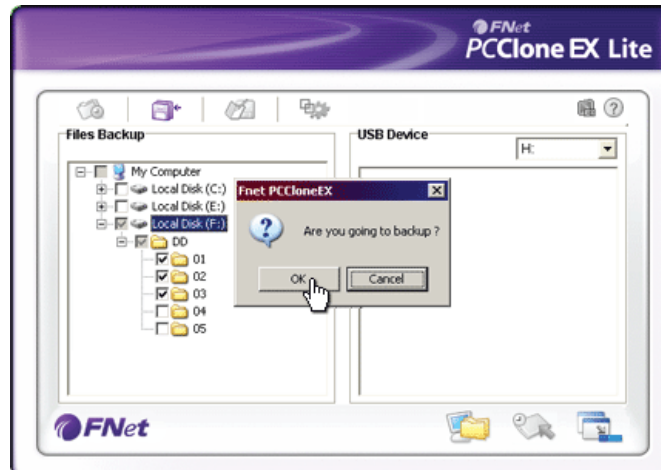 FNet
PCClone EX Lite
Files Backup
USB Device
H:
My Computer
Local Disk (C:)
Local Disk (E:)
Local Disk (F:)
DD
01
02
03
04
05
Fnet PCCloneEX
Are you going to backup ?
OK
Cancel
FNet